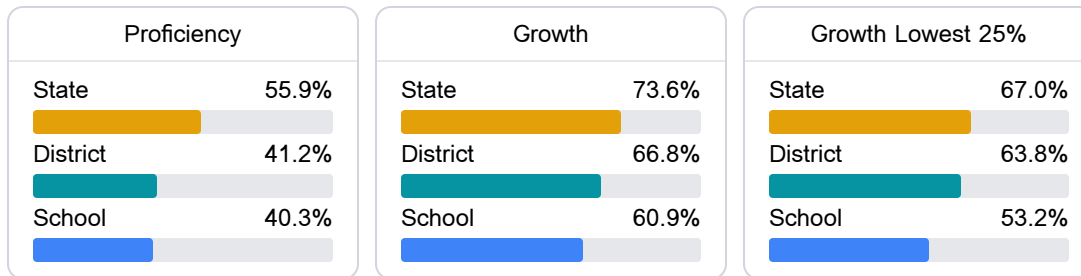 Proficiency
State 55.9%
District 41.2%
School 40.3%
Growth
State 73.6%
District 66.8%
School 60.9%
Growth Lowest 25%
State 67.0%
District 63.8%
School 53.2%